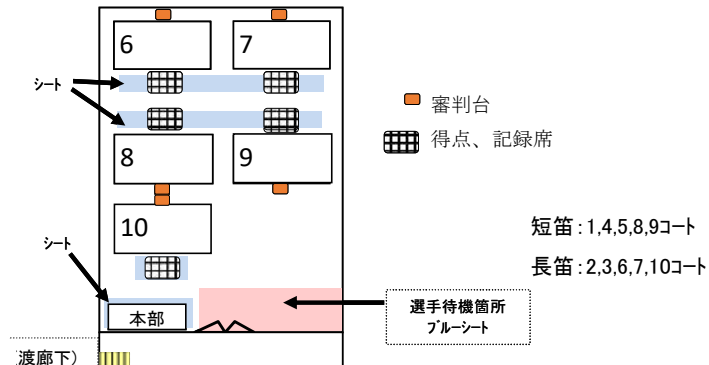 6
7
シート
審判台
得点、記録席
8
9
10
短笛：1,4,5,8,9コート
シート
長笛：2,3,6,7,10コート
選手待機箇所
ブルーシート
本部
渡廊下）